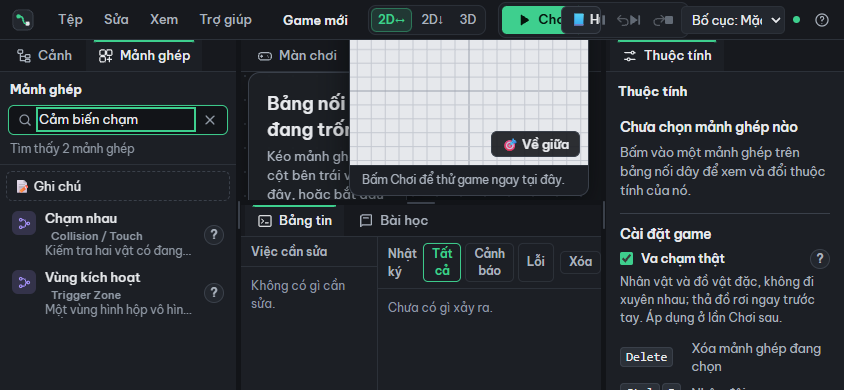 Tệp Sửa Xem Trợ giúp Game mới 2D↔ 2D↓ 3D Chơ H Bố cục: Mặc
Cảnh Mảnh ghép
Mảnh ghép
Cảm biến chạm
Tìm thấy 2 mảnh ghép
Ghi chú
Chạm nhau
Collision / Touch
Kiểm tra hai vật có đang...
?
Vùng kích hoạt
Trigger Zone
Một vùng hình hộp vô hìn...
?
Màn chơi
Bảng nối
đang trốn
Kéo mảnh gh
cột bên trái v
đây, hoặc bắt đầu
Về giữa
Bấm Chơi để thử game ngay tại đây.
Bảng tin Bài học
Việc cần sửa
Không có gì cần
sửa.
Nhật
ký
Tất
cả
Cảnh
báo
Lỗi
Xóa
Chưa có gì xảy ra.
Thuộc tính
Thuộc tính
Chưa chọn mảnh ghép nào
Bấm vào một mảnh ghép trên
bảng nối dây để xem và đổi thuộc
tính của nó.
Cài đặt game
Va chạm thật ?
Nhân vật và đồ vật đặc, không đi
xuyên nhau; thả đồ rơi ngay trước
tay. Áp dụng ở lần Chơi sau.
Delete
Xóa mảnh ghép đang
chọn